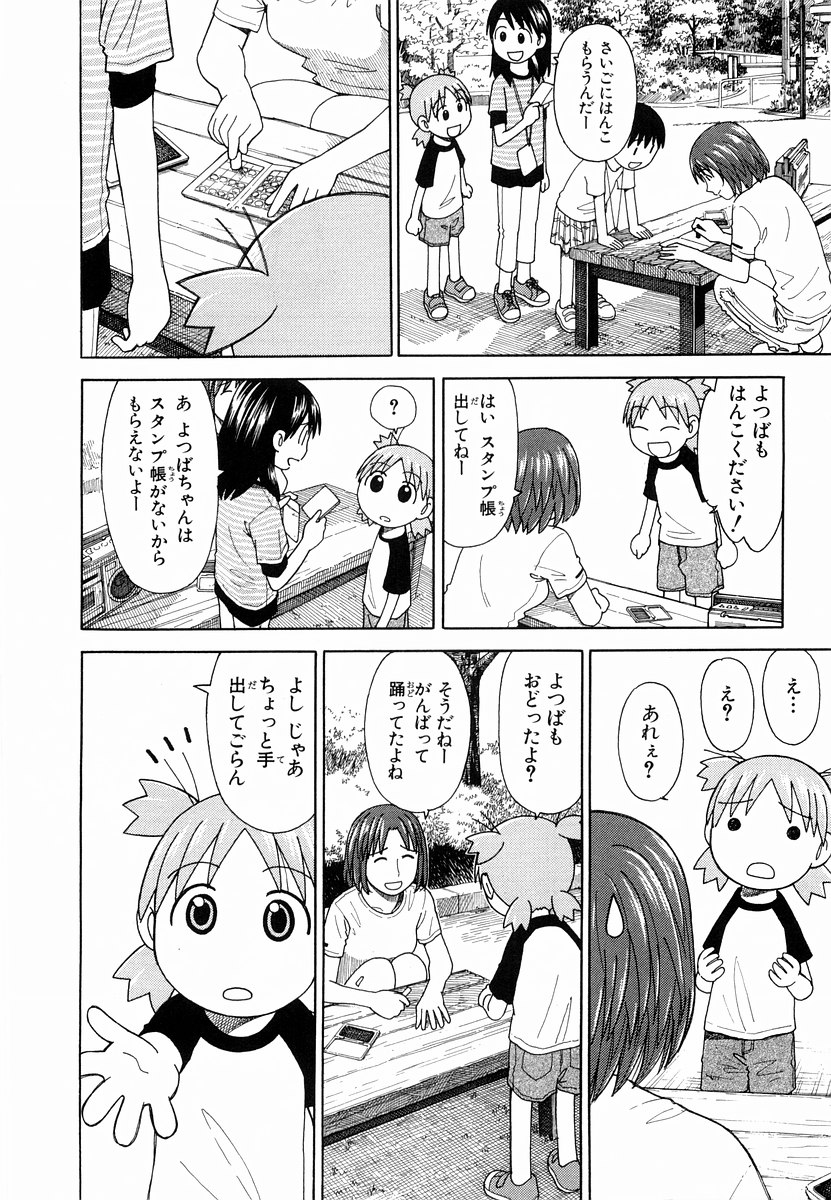 さいごにはんこ
もらうんだー
よつばも
はんこください!
はい スタンプ帳
出してねー
?
あ よつばちゃんは
スタンプ帳がないから
もらえないよー
え…
え?
あれぇ?
よつばも
おどったよ?
そうだねー
がんばって
踊ってたよね
よし じゃあ
ちょっと手
出してごらん